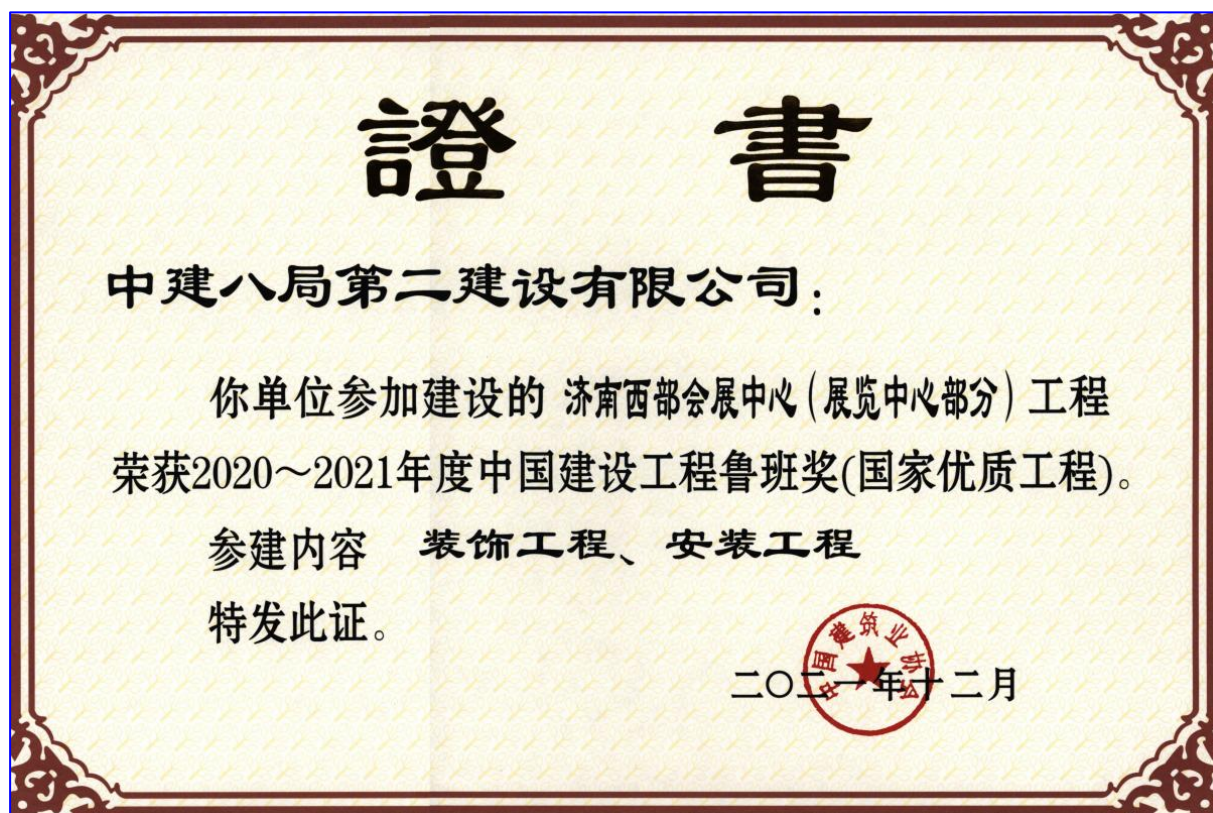 證 書
中建八局第二建设有限公司：
你单位参加建设的 济南西部会展中心（展览中心部分）工程
荣获2020～2021年度中国建设工程鲁班奖(国家优质工程)。
参建内容 装饰工程、安装工程
特发此证。
中国建筑业协会
二〇二一年十二月